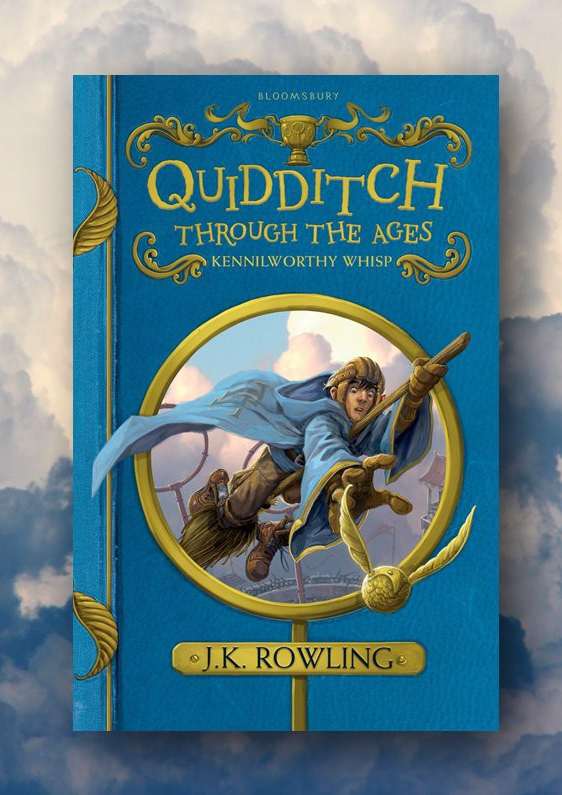 BLOOMSBURY
QUIDDITCH
THROUGH THE AGES
KENNILWORTHY WHISP
J.K. ROWLING